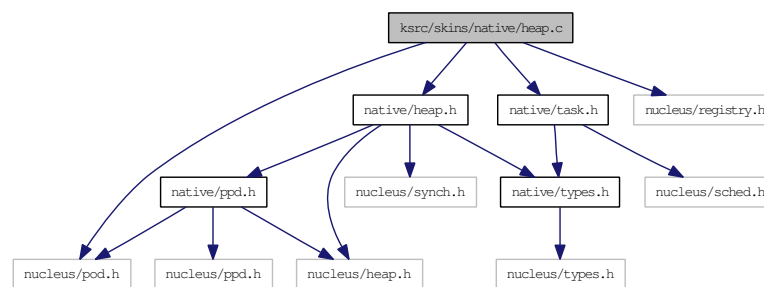 ksrc/skins/native/heap.c
native/heap.h
native/task.h
nucleus/registry.h
native/ppd.h
nucleus/synch.h
native/types.h
nucleus/sched.h
nucleus/pod.h
nucleus/ppd.h
nucleus/heap.h
nucleus/types.h